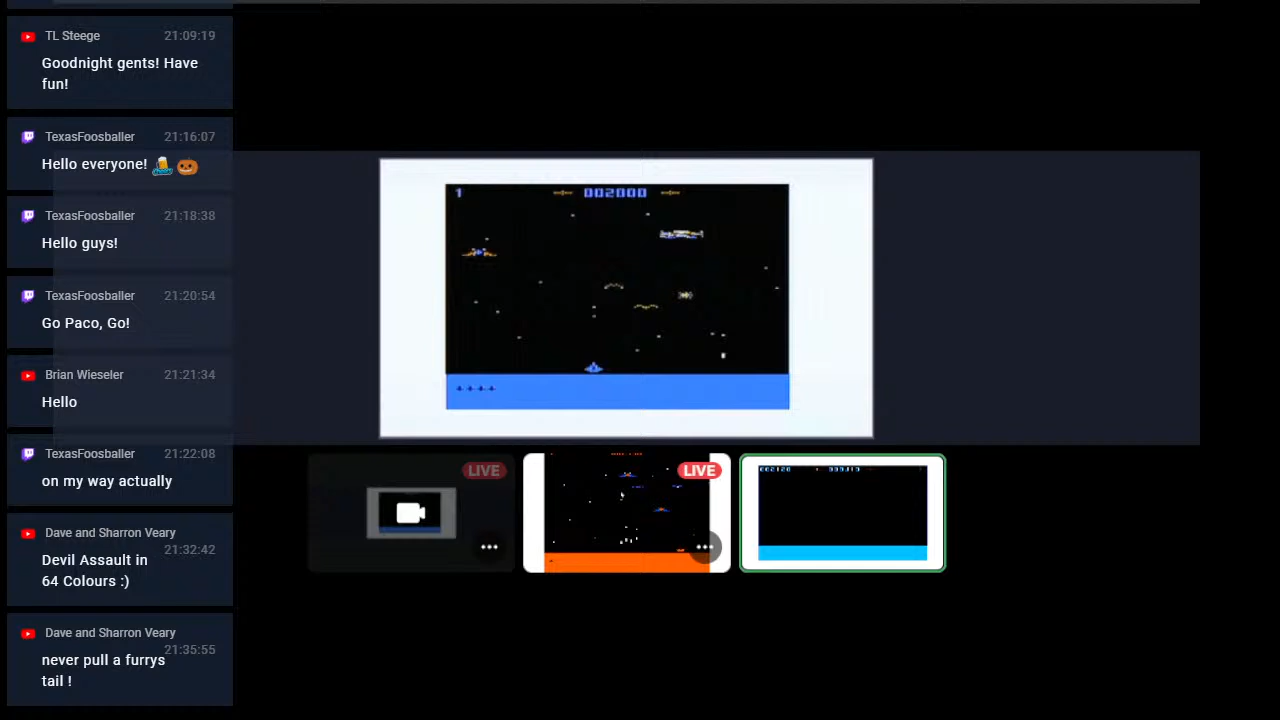 TL Steege 21:09:19
Goodnight gents! Have
fun!
TexasFoosballer 21:16:07
Hello everyone!
TexasFoosballer 21:18:38
Hello guys!
TexasFoosballer 21:20:54
Go Paco, Go!
Brian Wieseler 21:21:34
Hello
TexasFoosballer 21:22:08
on my way actually
Dave and Sharron Veary
21:32:42
Devil Assault in
64 Colours :)
Dave and Sharron Veary
21:35:55
never pull a furrys
tail !
1 002000
LIVE
LIVE